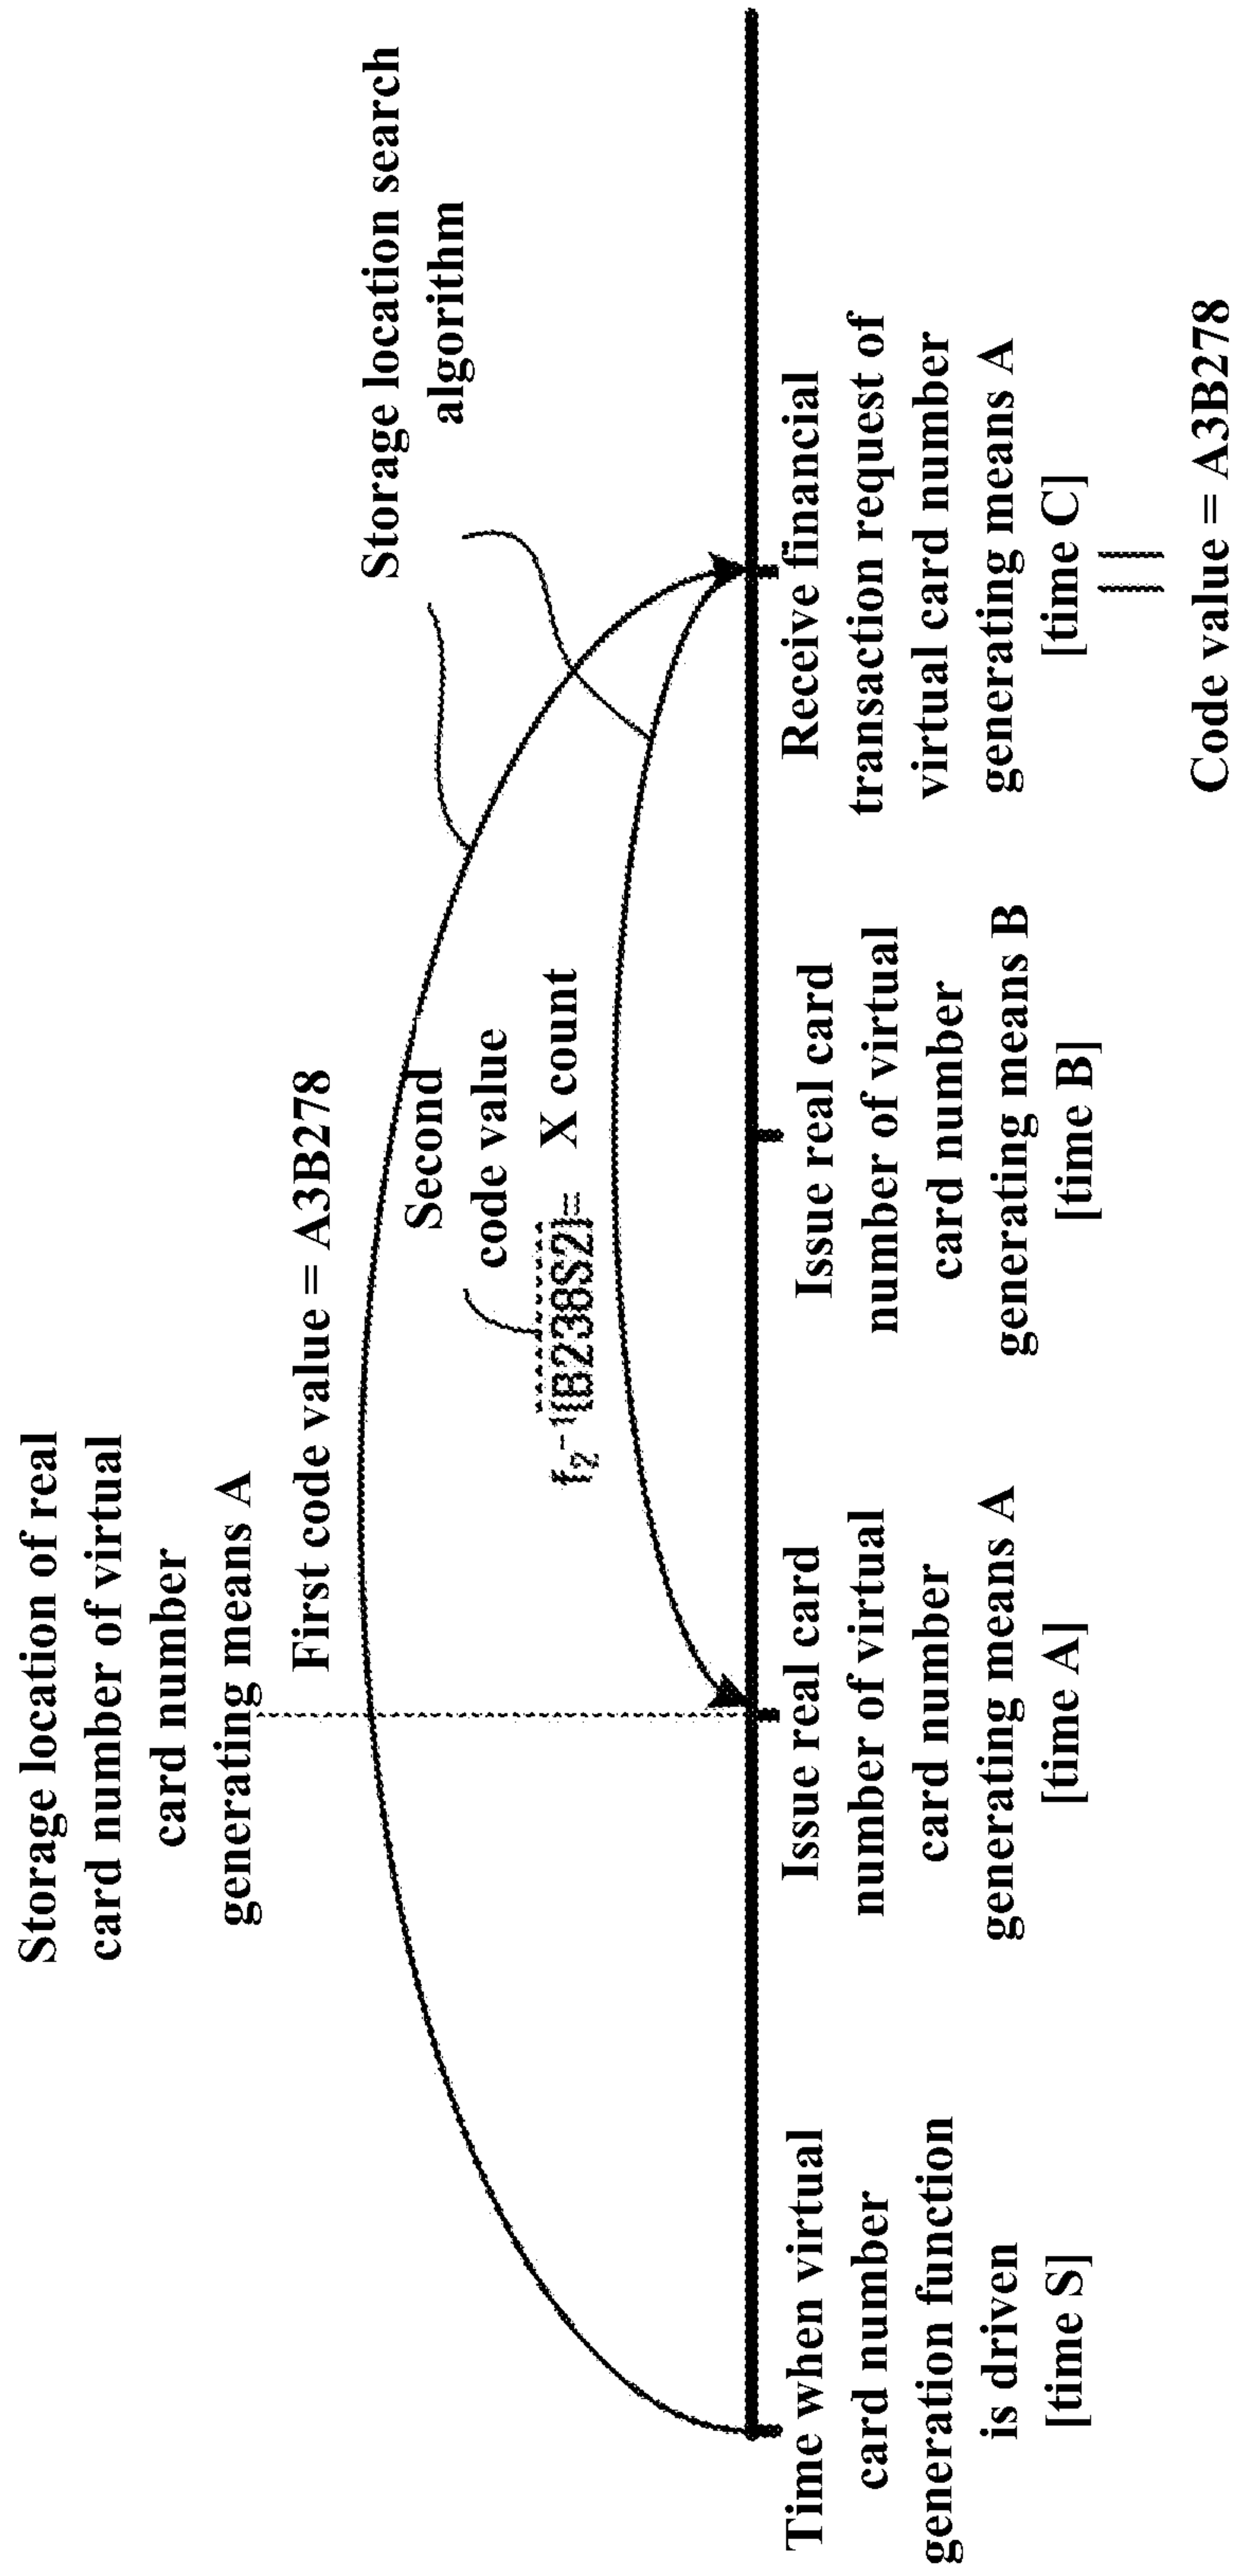 Storage location of real
card number of virtual
card number
generating means A
First code value = A3B278
Storage location search
algorithm
Second
code value
f₂⁻¹(B238S2)= X count
Time when virtual
card number
generation function
is driven
[time S]
Issue real card
number of virtual
card number
generating means A
[time A]
Issue real card
number of virtual
card number
generating means B
[time B]
Receive financial
transaction request of
virtual card number
generating means A
[time C]
Code value = A3B278